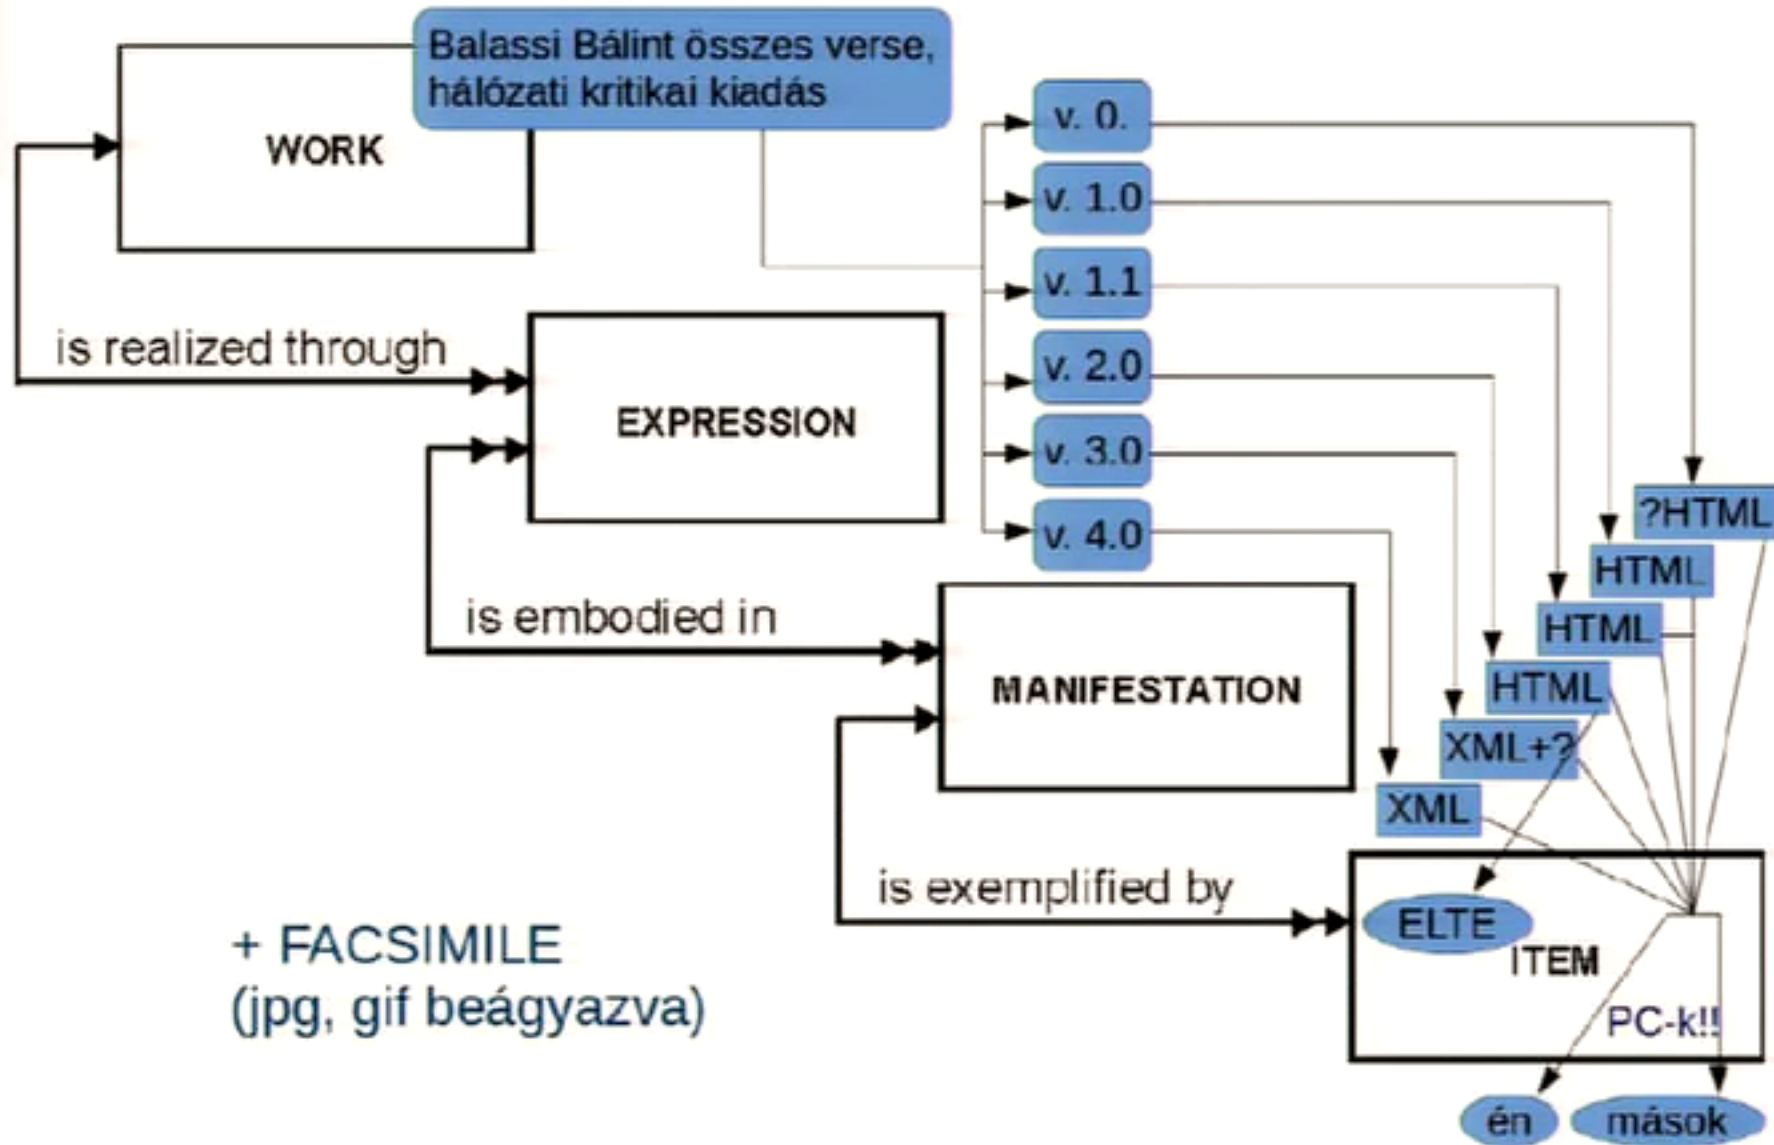 Balassi Bálint összes verse,
hálózati kritikai kiadás
WORK
v. 0.
v. 1.0
v. 1.1
v. 2.0
v. 3.0
v. 4.0
is realized through
EXPRESSION
?HTML
HTML
HTML
HTML
XML+?
XML
is embodied in
MANIFESTATION
is exemplified by
ELTE
ITEM
PC-k!!
én
mások
+ FACSIMILE
(jpg, gif beágyazva)